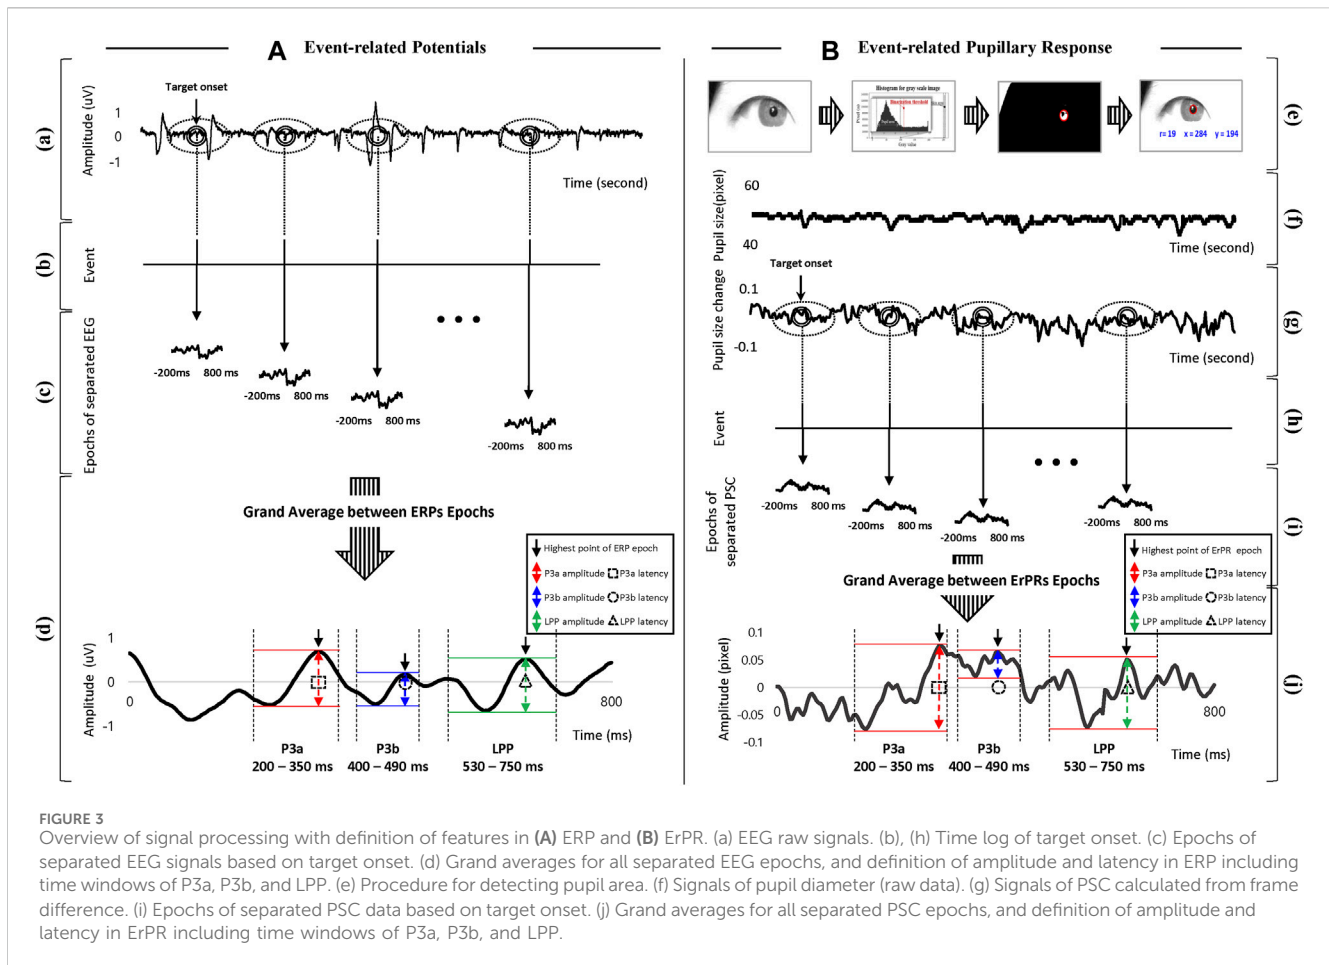 A Event-related Potentials
(a)
Amplitude (uV)
1
0
-1
Target onset
Time (second)
(b)
Event
(c)
Epochs of separated EEG
-200ms 800 ms
-200ms 800 ms
-200ms 800 ms
-200ms 800 ms
Grand Average between ERPs Epochs
Highest point of ERP epoch
P3a amplitude P3a latency
P3b amplitude P3b latency
LPP amplitude LPP latency
(d)
Amplitude (uV)
1
0
-1
0
800
Time (ms)
P3a
200 – 350 ms
P3b
400 – 490 ms
LPP
530 – 750 ms
B Event-related Pupillary Response
(e)
Histogram for gray scale image
Gray value
r= 19 x = 284 y = 194
(f)
Pupil size(pixel)
60
40
Time (second)
(g)
Pupil size change
0.1
-0.1
Target onset
Time (second)
(h)
Event
(i)
Epochs of
separated PSC
-200ms 800 ms
-200ms 800 ms
-200ms 800 ms
-200ms 800 ms
Grand Average between ErPRs Epochs
Highest point of ErPR epoch
P3a amplitude P3a latency
P3b amplitude P3b latency
LPP amplitude LPP latency
(j)
Amplitude (pixel)
0.1
0.05
0
-0.05
-0.1
0
800
Time (ms)
P3a
200 – 350 ms
P3b
400 – 490 ms
LPP
530 – 750 ms
FIGURE 3
Overview of signal processing with definition of features in (A) ERP and (B) ErPR. (a) EEG raw signals. (b), (h) Time log of target onset. (c) Epochs of
separated EEG signals based on target onset. (d) Grand averages for all separated EEG epochs, and definition of amplitude and latency in ERP including
time windows of P3a, P3b, and LPP. (e) Procedure for detecting pupil area. (f) Signals of pupil diameter (raw data). (g) Signals of PSC calculated from frame
difference. (i) Epochs of separated PSC data based on target onset. (j) Grand averages for all separated PSC epochs, and definition of amplitude and
latency in ErPR including time windows of P3a, P3b, and LPP.